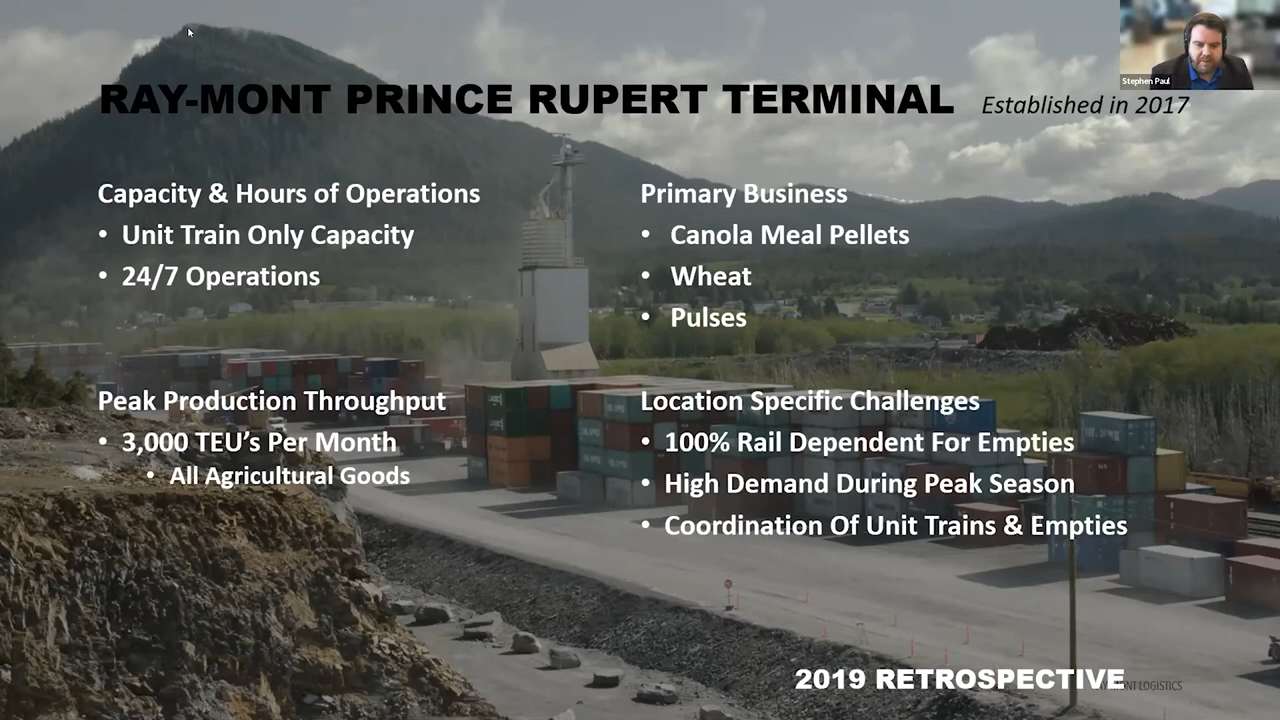 Stephen Paul
RAY-MONT PRINCE RUPERT TERMINAL Established in 2017
Capacity & Hours of Operations
• Unit Train Only Capacity
• 24/7 Operations
Primary Business
• Canola Meal Pellets
• Wheat
• Pulses
Peak Production Throughput
• 3,000 TEU’s Per Month
• All Agricultural Goods
Location Specific Challenges
• 100% Rail Dependent For Empties
• High Demand During Peak Season
• Coordination Of Unit Trains & Empties
2019 RETROSPECTIVE
LOGISTICS